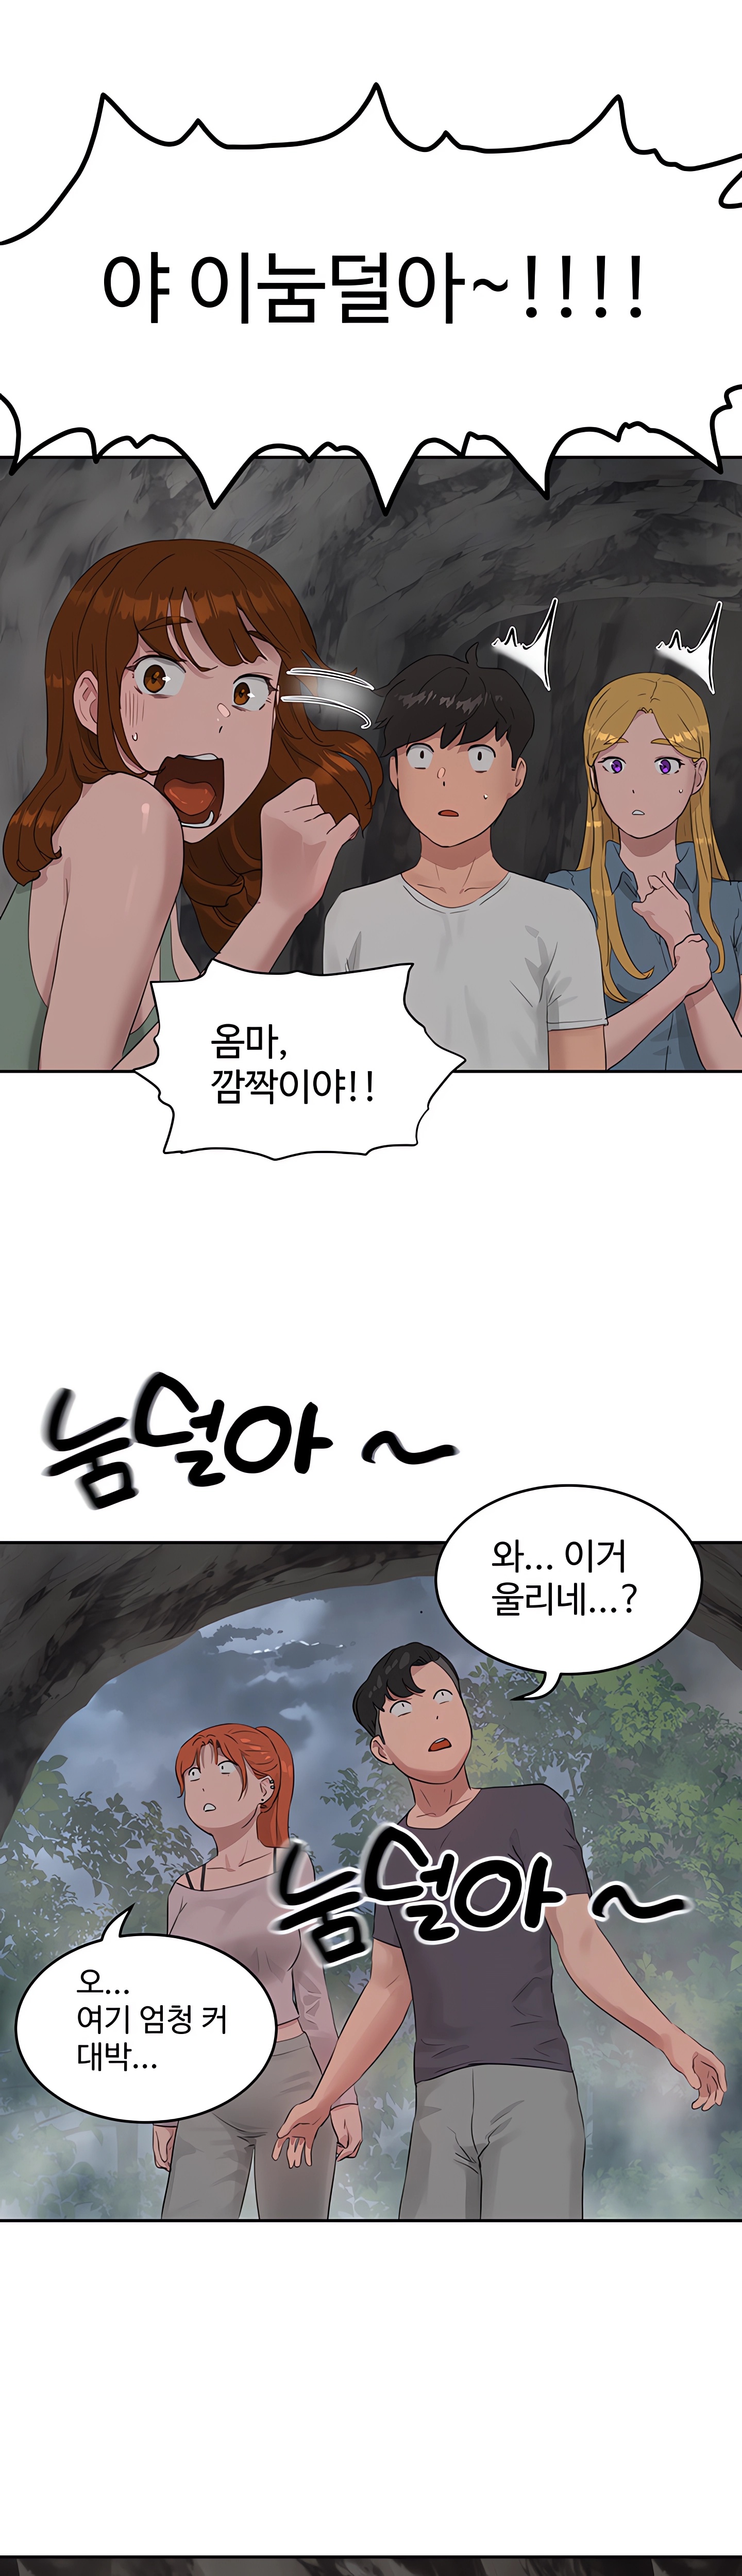 야 이눔덜아~!!!!
옴마,
깜짝이야!!
눔덜아~
와... 이거
울리네...?
눔덜아~
오...
여기 엄청 커
대박...